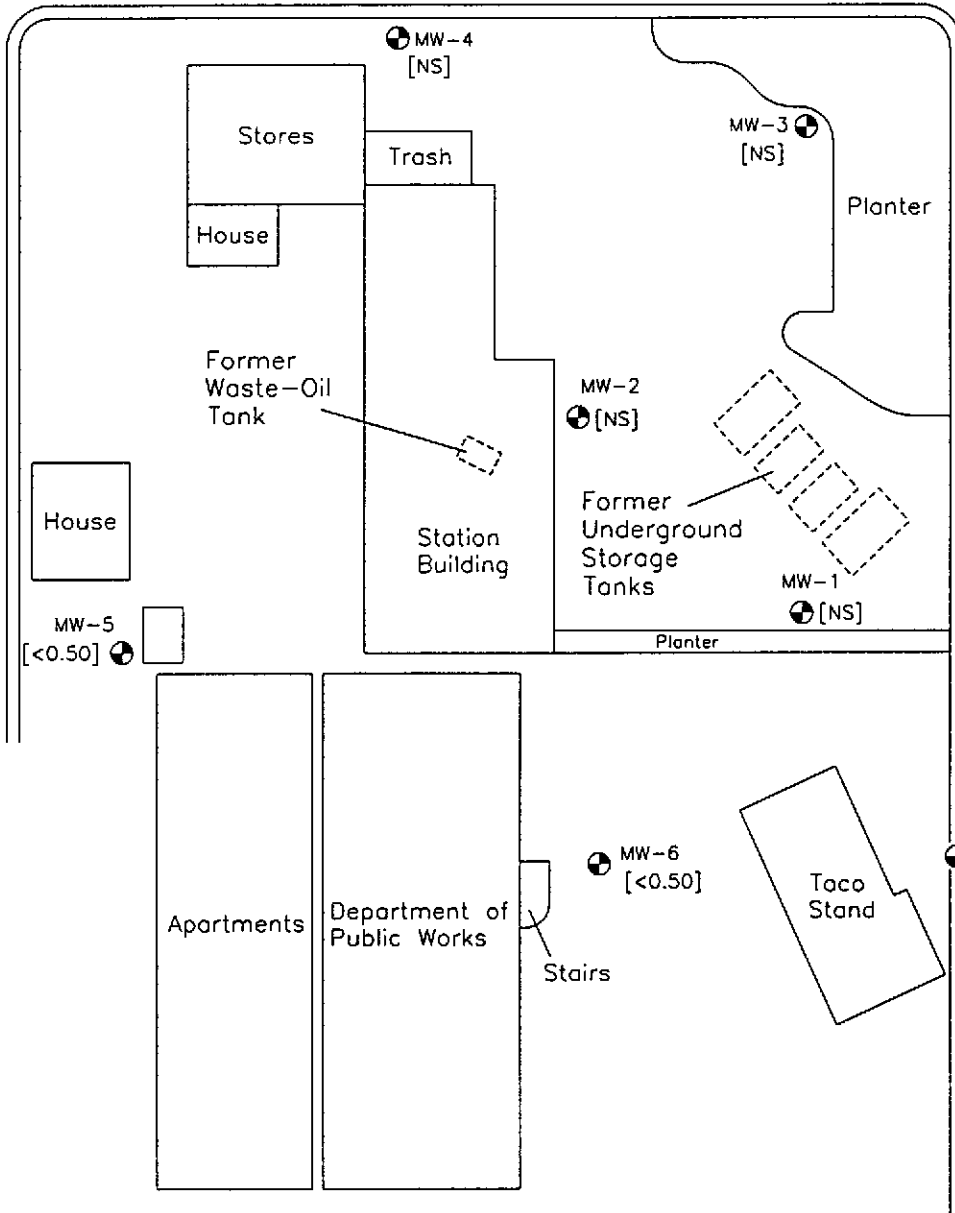 MW-4
[NS]
Stores
Trash
MW-3
[NS]
House
Planter
Former
Waste-Oil
Tank
MW-2
[NS]
House
Station
Building
Former
Underground
Storage
Tanks
MW-1
[NS]
MW-5
[<0.50]
Planter
MW-6
[<0.50]
Taco
Stand
Apartments
Department of
Public Works
Stairs